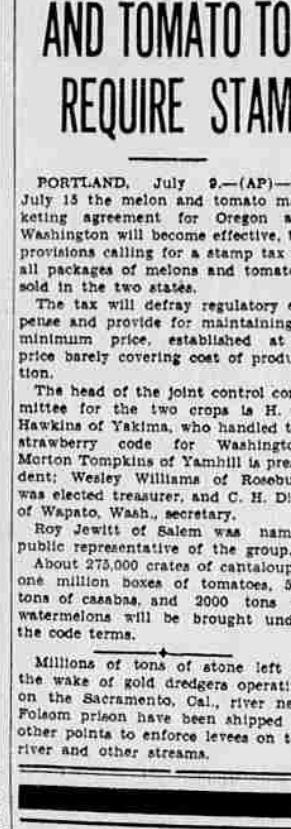 AND TOMATO TO
REQUIRE STAM
PORTLAND, July 9.—(AP)—
July 15 the melon and tomato m
keting agreement for Oregon a
Washington will become effective, t
provisions calling for a stamp tax
all packages of melons and tomato
sold in the two states.
The tax will defray regulatory e
pense and provide for maintaining
minimum price, established at
price barely covering cost of produ
tion.
The head of the joint control com
mittee for the two crops is H.
Hawkins of Yakima, who handled t
strawberry code for Washingto
Morton Tompkins of Yamhill is pres
dent; Wesley Williams of Rosebu
was elected treasurer, and C. H. Di
of Wapato, Wash., secretary.
Roy Jewitt of Salem was nam
public representative of the group.
About 275,000 crates of cantaloup
one million boxes of tomatoes, 5
tons of casabas, and 2000 tons
watermelons will be brought und
the code terms.
Millions of tons of stone left
the wake of gold dredgers operati
on the Sacramento, Cal., river ne
Folsom prison have been shipped
other points to enforce levees on t
river and other streams.